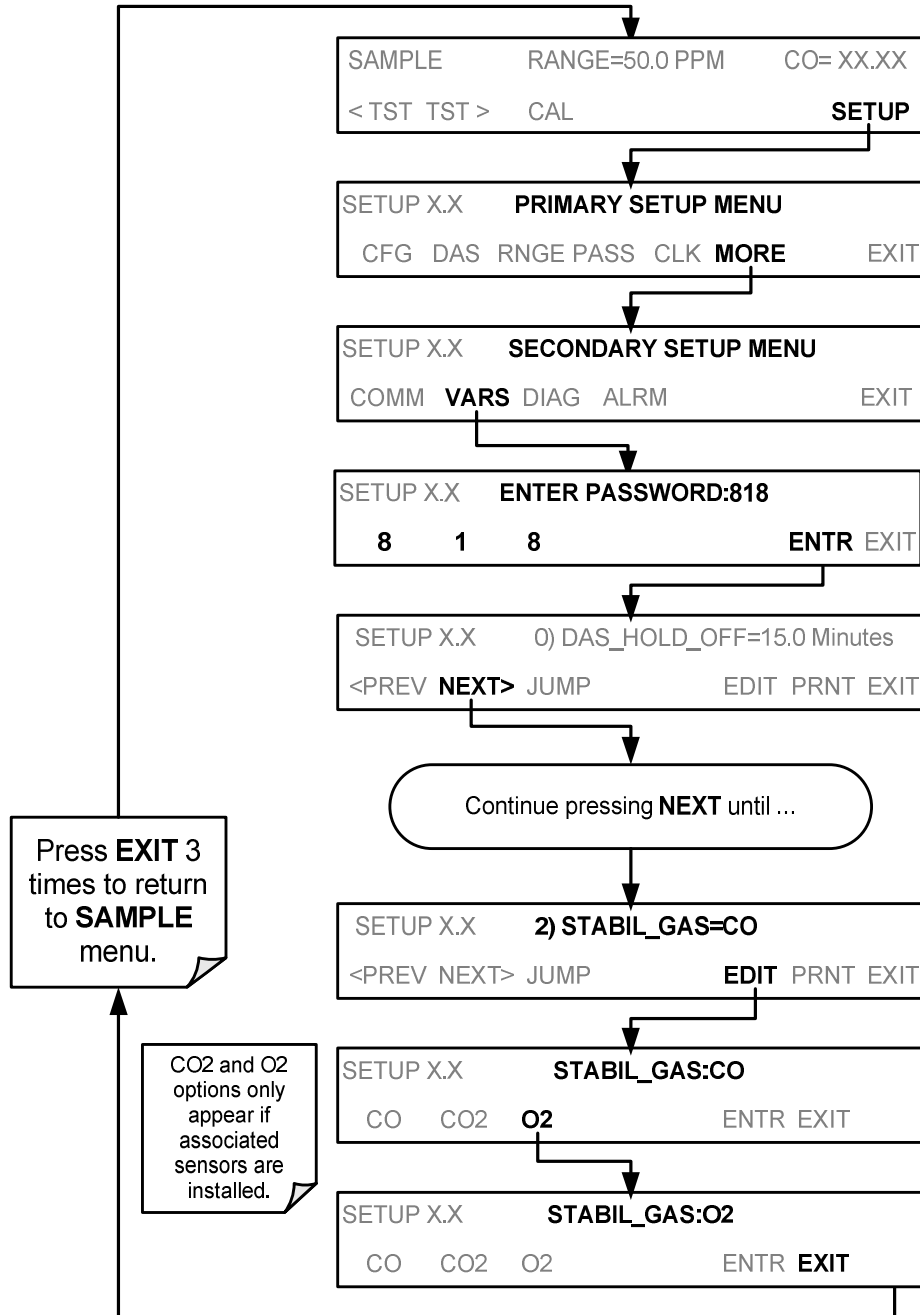 SAMPLE RANGE=50.0 PPM CO= XX.XX
< TST TST > CAL SETUP
SETUP X.X PRIMARY SETUP MENU
CFG DAS RNGE PASS CLK MORE EXIT
SETUP X.X SECONDARY SETUP MENU
COMM VARS DIAG ALRM EXIT
SETUP X.X ENTER PASSWORD:818
8 1 8 ENTR EXIT
SETUP X.X 0) DAS_HOLD_OFF=15.0 Minutes
<PREV NEXT> JUMP EDIT PRNT EXIT
Continue pressing NEXT until ...
Press EXIT 3
times to return
to SAMPLE
menu.
SETUP X.X 2) STABIL_GAS=CO
<PREV NEXT> JUMP EDIT PRNT EXIT
CO2 and O2
options only
appear if
associated
sensors are
installed.
SETUP X.X STABIL_GAS:CO
CO CO2 O2 ENTR EXIT
SETUP X.X STABIL_GAS:O2
CO CO2 O2 ENTR EXIT